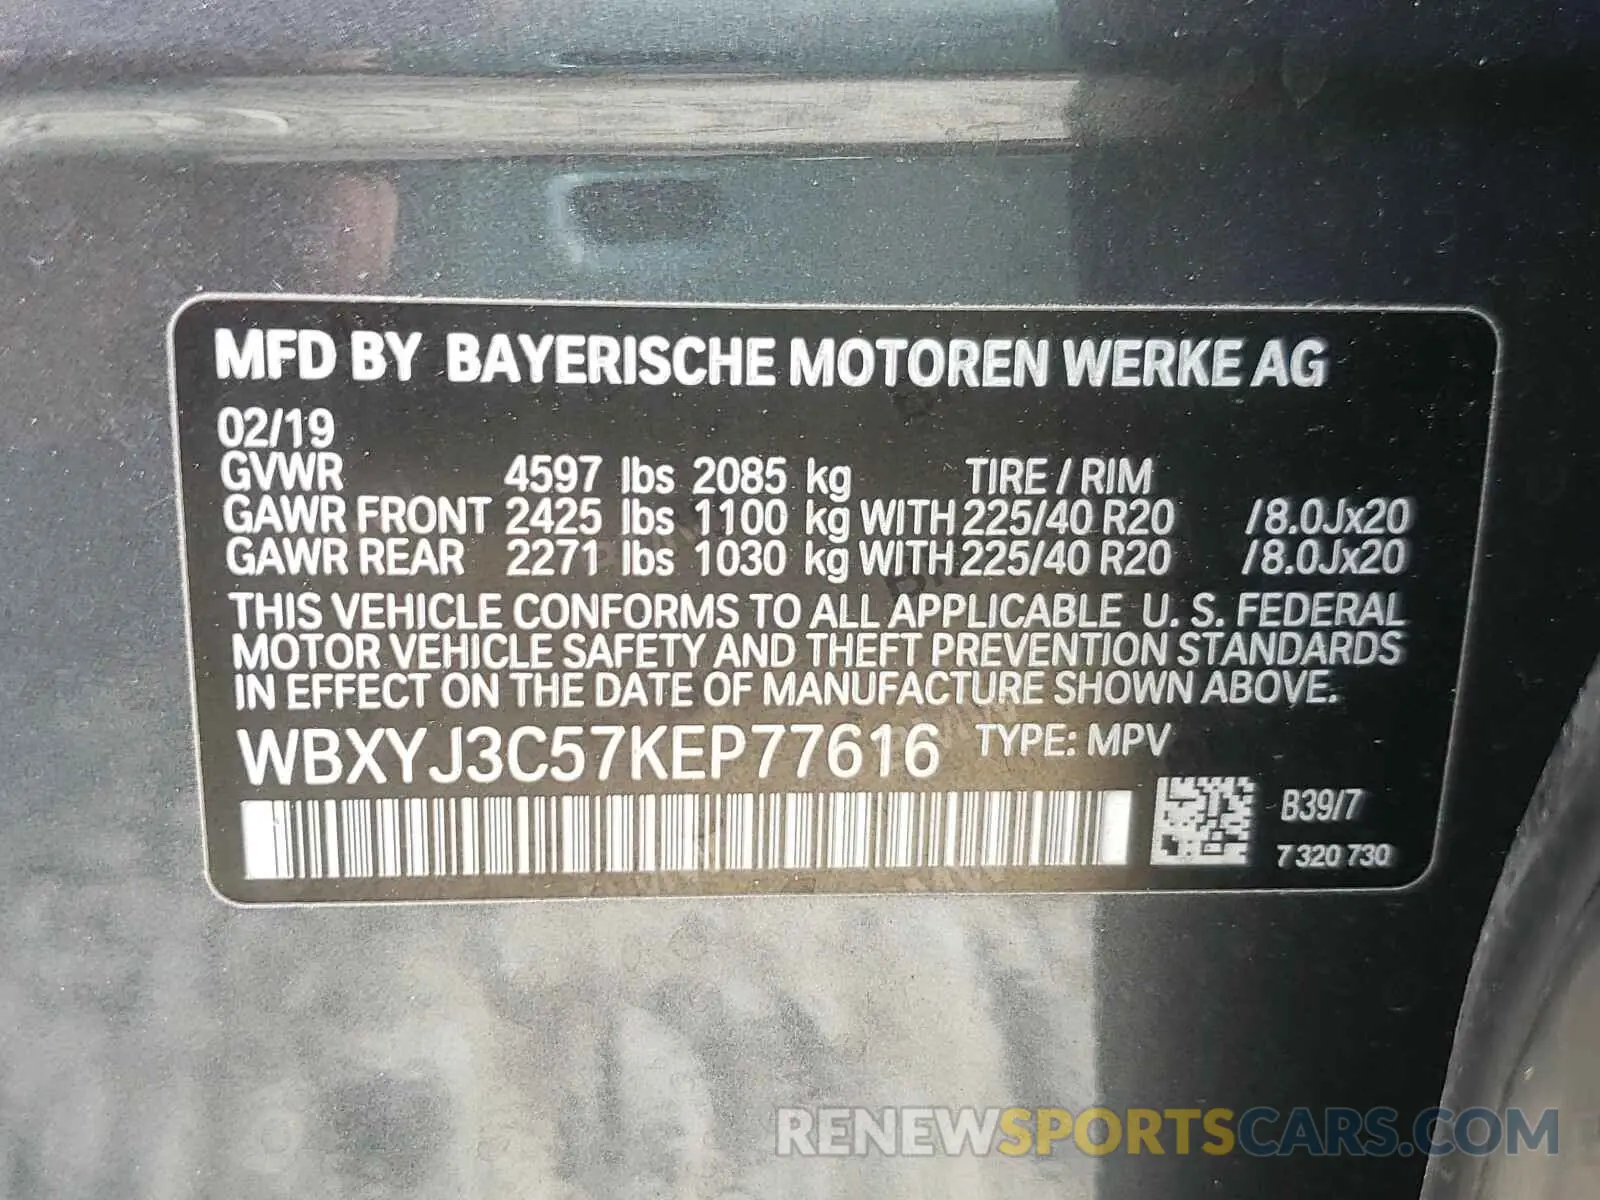 MFD BY BAYERISCHE MOTOREN WERKE AG
02/19
GVWR 4597 lbs 2085 kg TIRE / RIM
GAWR FRONT 2425 lbs 1100 kg WITH 225/40 R20 /8.0Jx20
GAWR REAR 2271 lbs 1030 kg WITH 225/40 R20 /8.0Jx20
THIS VEHICLE CONFORMS TO ALL APPLICABLE U. S. FEDERAL
MOTOR VEHICLE SAFETY AND THEFT PREVENTION STANDARDS
IN EFFECT ON THE DATE OF MANUFACTURE SHOWN ABOVE.
WBXYJ3C57KEP77616 TYPE: MPV
B39/7
7 320 730
RENEWSPORTSCARS.COM